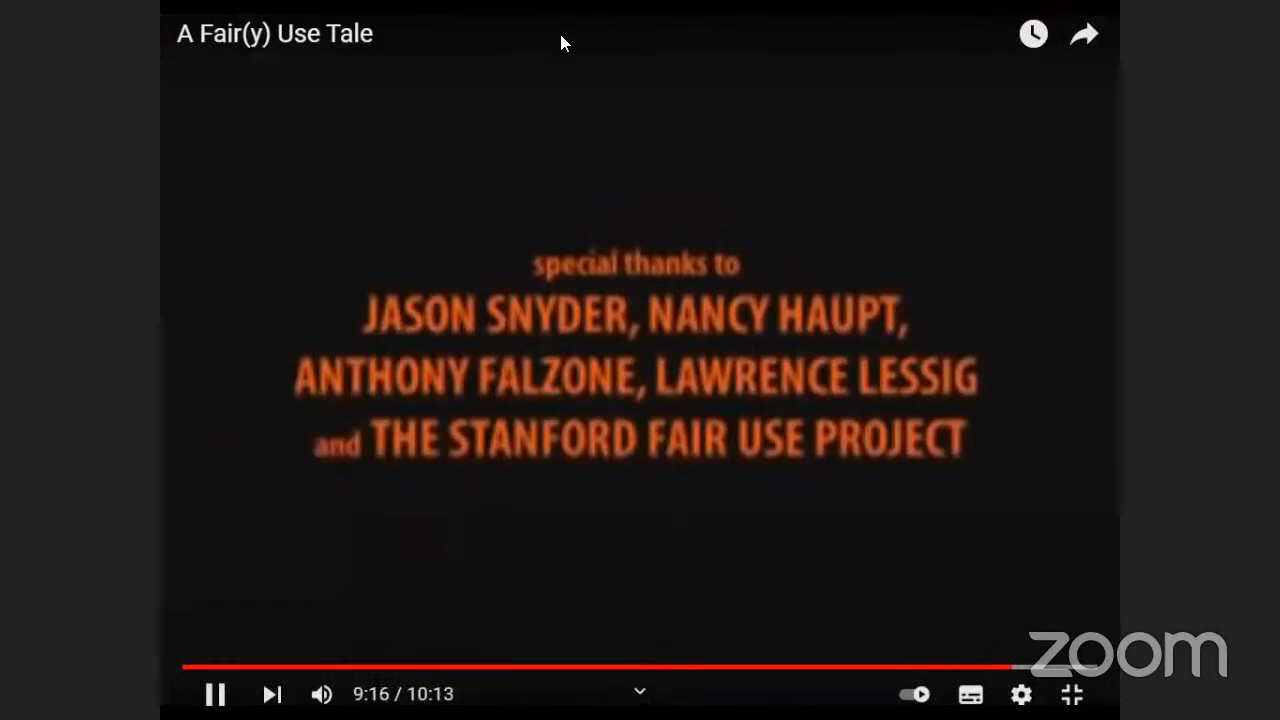 A Fair(y) Use Tale
special thanks to
JASON SNYDER, NANCY HAUPT,
ANTHONY FALZONE, LAWRENCE LESSIG
and THE STANFORD FAIR USE PROJECT
zoom
9:16 / 10:13